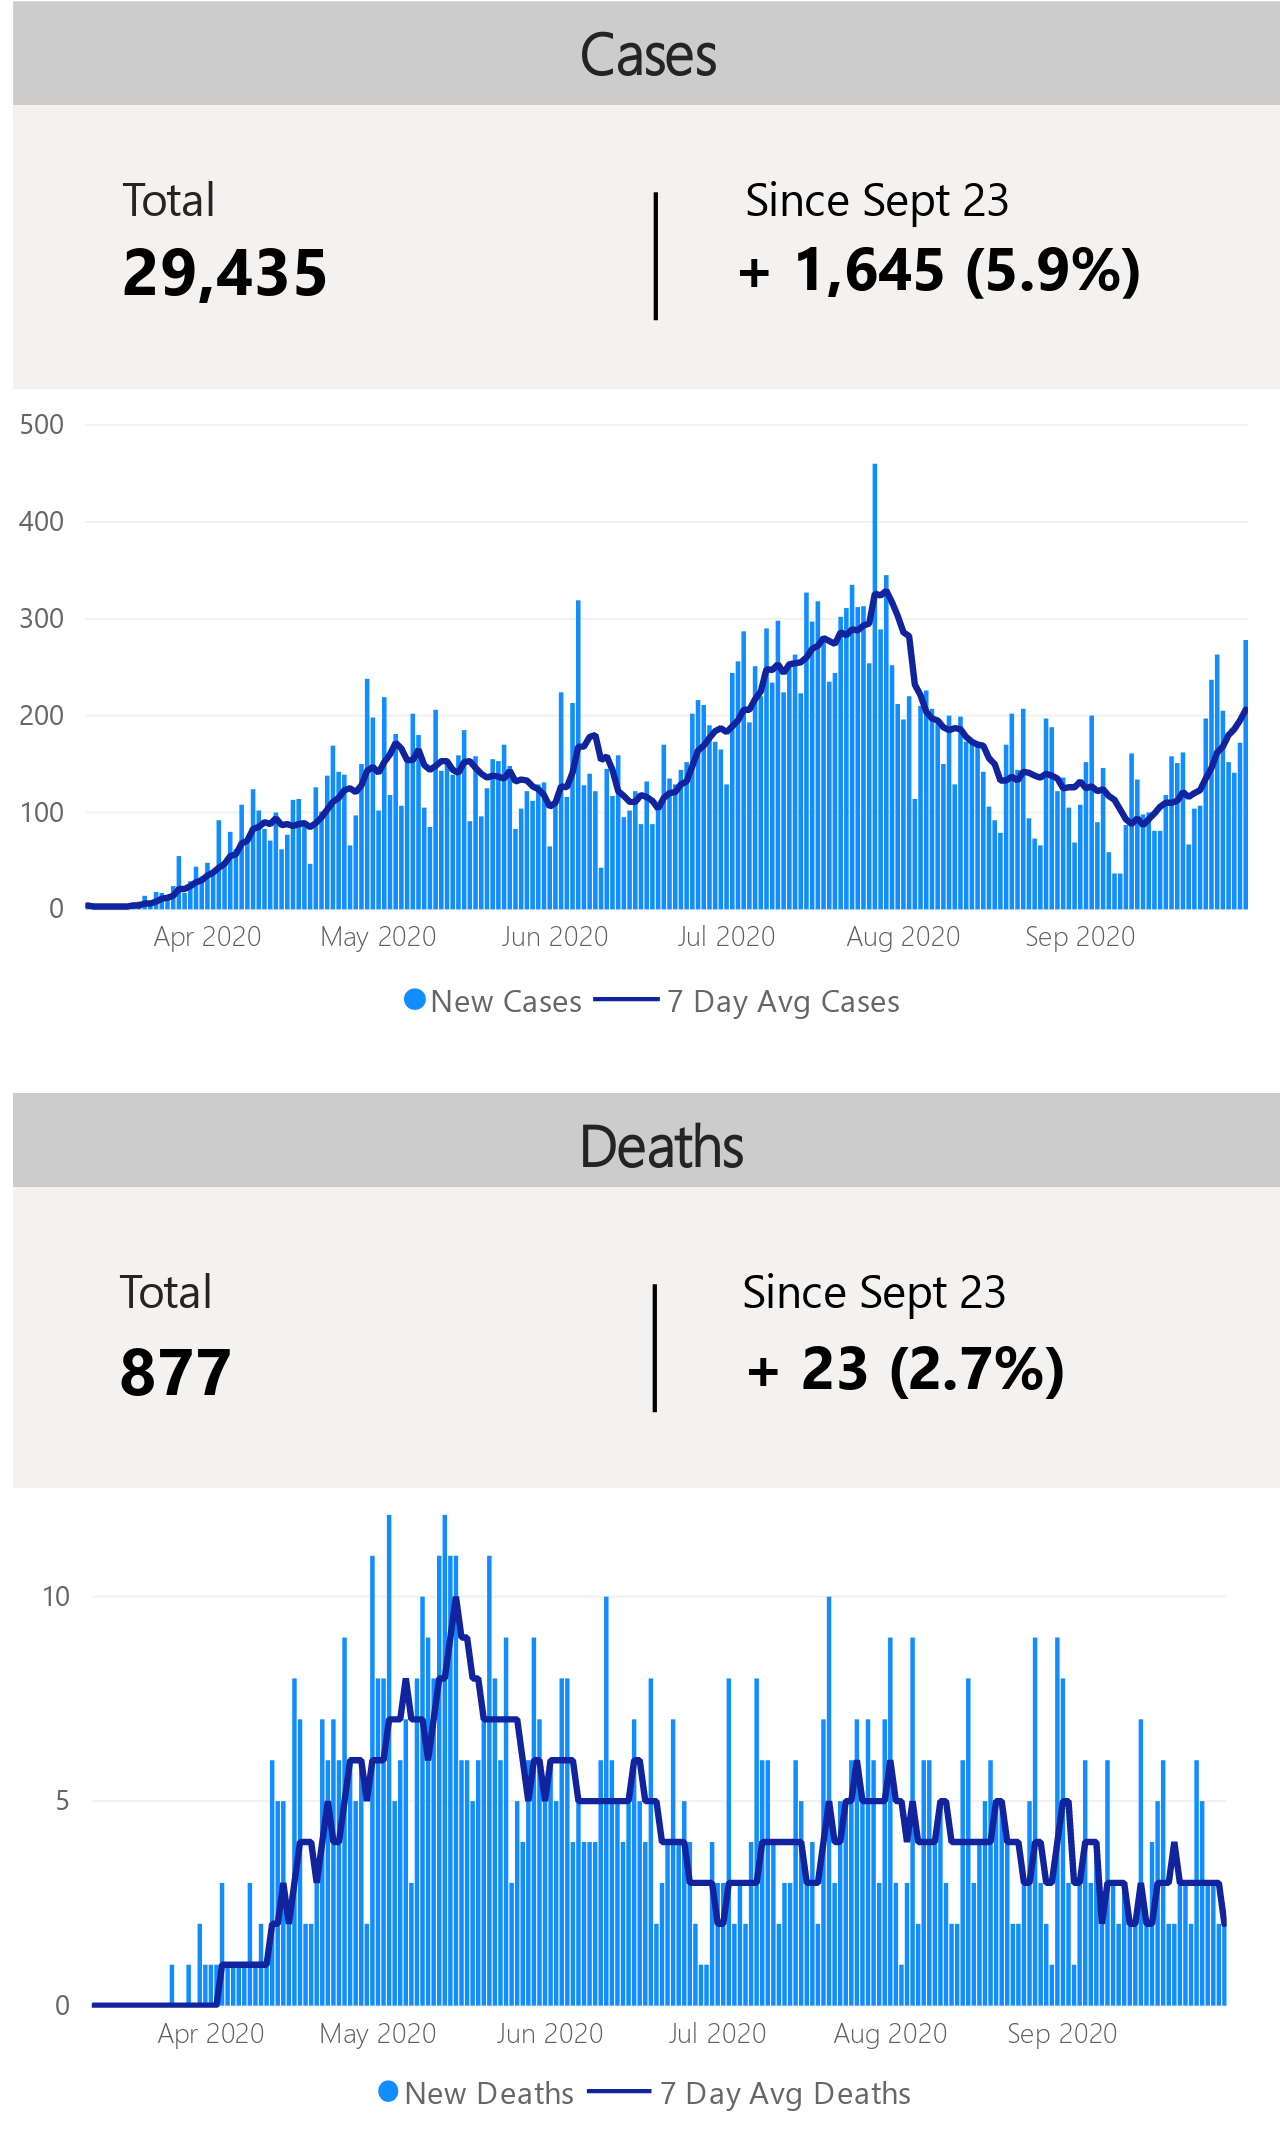 Cases
Total
Since Sept 23
29,435
+ 1,645 (5.9%)
500
400
300
200
100
0
Apr 2020 May 2020 Jun 2020 Jul 2020 Aug 2020 Sep 2020
New Cases 7 Day Avg Cases
Deaths
Total
Since Sept 23
877
+ 23 (2.7%)
10
5
0
Apr 2020 May 2020 Jun 2020 Jul 2020 Aug 2020 Sep 2020
New Deaths 7 Day Avg Deaths